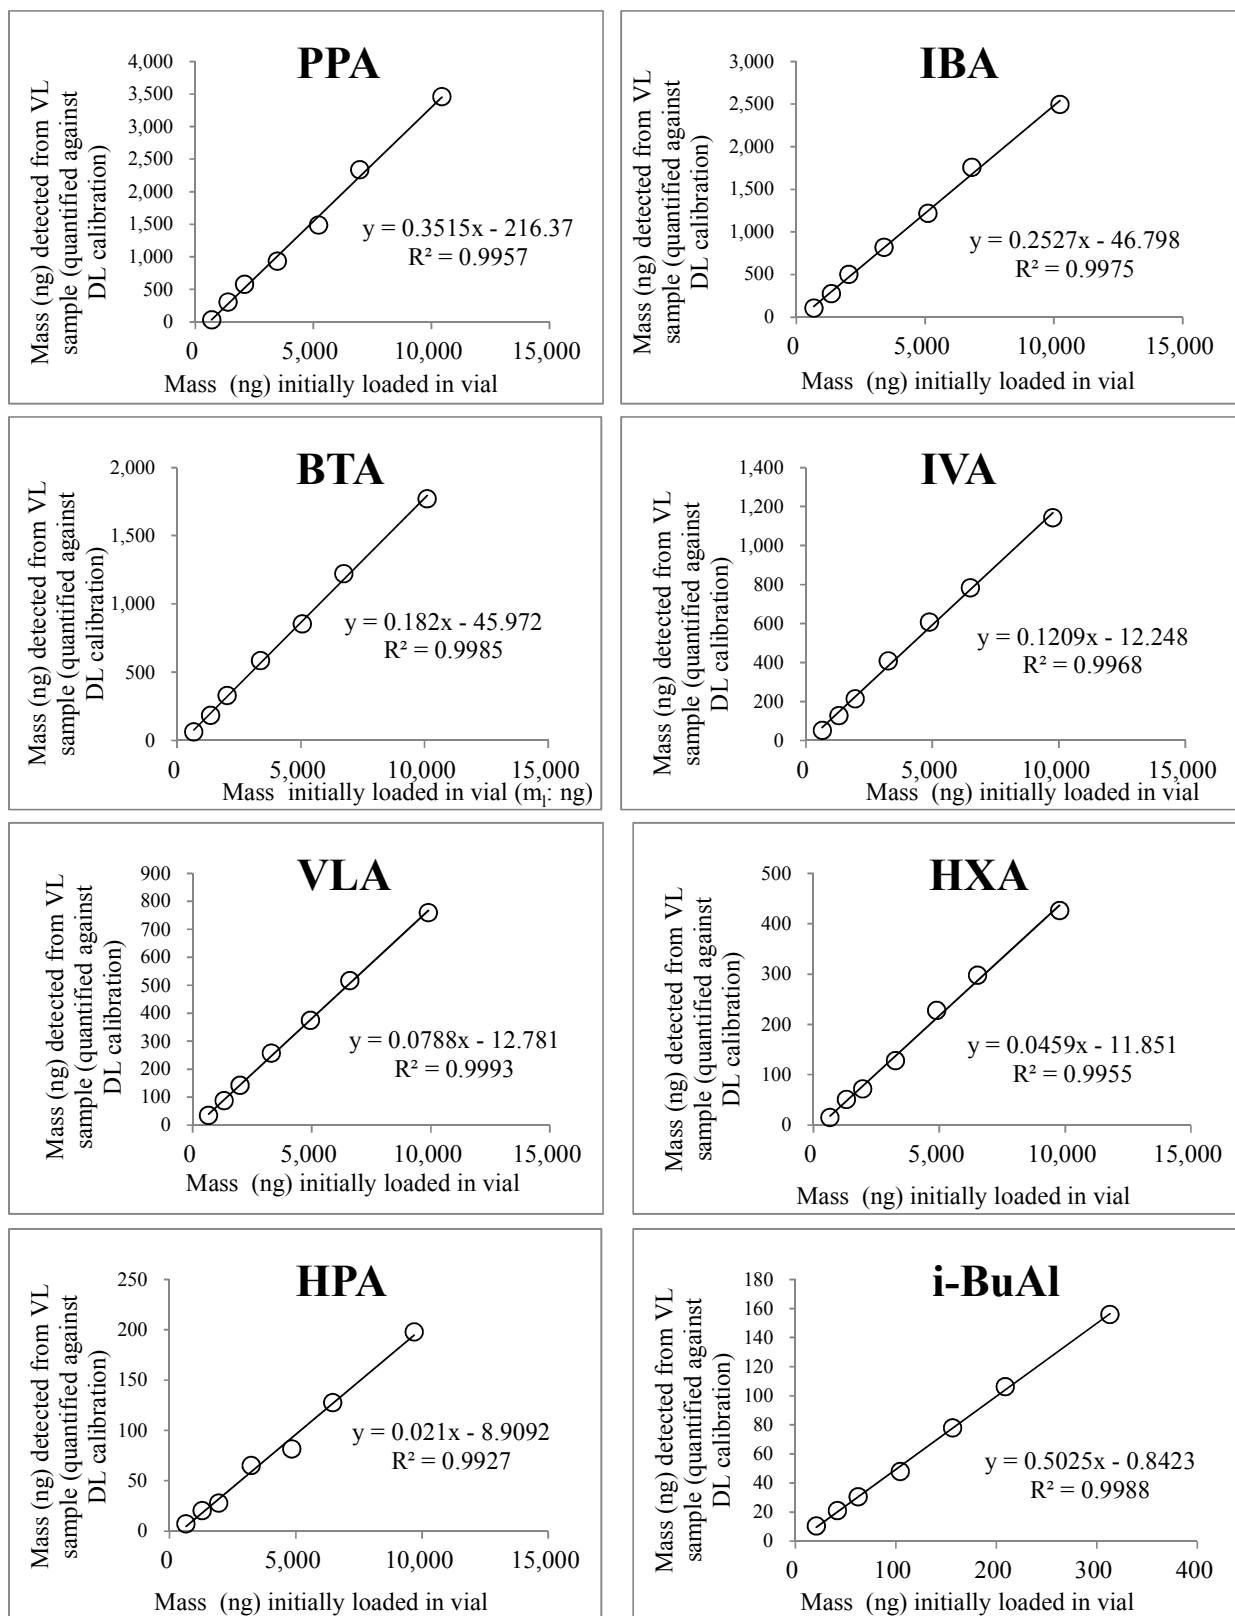 PPA
Mass (ng) detected from VL
sample (quantified against
DL calibration)
4,000
3,500
3,000
2,500
2,000
1,500
1,000
500
0
y = 0.3515x - 216.37
R² = 0.9957
0 5,000 10,000 15,000
Mass (ng) initially loaded in vial
IBA
Mass (ng) detected from VL
sample (quantified against
DL calibration)
3,000
2,500
2,000
1,500
1,000
500
0
y = 0.2527x - 46.798
R² = 0.9975
0 5,000 10,000 15,000
Mass (ng) initially loaded in vial
BTA
Mass (ng) detected from VL
sample (quantified against
DL calibration)
2,000
1,500
1,000
500
0
y = 0.182x - 45.972
R² = 0.9985
0 5,000 10,000 15,000
Mass initially loaded in vial (mₗ: ng)
IVA
Mass (ng) detected from VL
sample (quantified against
DL calibration)
1,400
1,200
1,000
800
600
400
200
0
y = 0.1209x - 12.248
R² = 0.9968
0 5,000 10,000 15,000
Mass (ng) initially loaded in vial
VLA
Mass (ng) detected from VL
sample (quantified against
DL calibration)
900
800
700
600
500
400
300
200
100
0
y = 0.0788x - 12.781
R² = 0.9993
0 5,000 10,000 15,000
Mass (ng) initially loaded in vial
HXA
Mass (ng) detected from VL
sample (quantified against
DL calibration)
500
400
300
200
100
0
y = 0.0459x - 11.851
R² = 0.9955
0 5,000 10,000 15,000
Mass (ng) initially loaded in vial
HPA
Mass (ng) detected from VL
sample (quantified against
DL calibration)
250
200
150
100
50
0
y = 0.021x - 8.9092
R² = 0.9927
0 5,000 10,000 15,000
Mass (ng) initially loaded in vial
i-BuAl
Mass (ng) detected from VL
sample (quantified against
DL calibration)
180
160
140
120
100
80
60
40
20
0
y = 0.5025x - 0.8423
R² = 0.9988
0 100 200 300 400
Mass (ng) initially loaded in vial